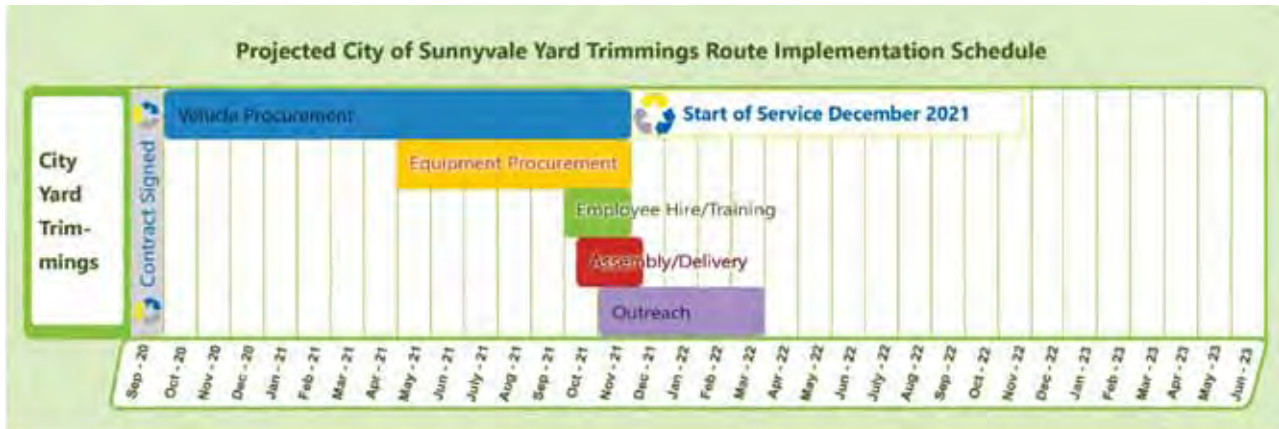 Projected City of Sunnyvale Yard Trimmings Route Implementation Schedule
City
Yard
Trim-
mings
Contract Signed
Vehicle Procurement
Start of Service December 2021
Equipment Procurement
Employee Hire/Training
Assembly/Delivery
Outreach
Sep - 20
Oct - 20
Nov - 20
Dec - 20
Jan - 21
Feb - 21
Mar - 21
Apr - 21
May - 21
Jun - 21
July - 21
Aug - 21
Sep - 21
Oct - 21
Nov - 21
Dec - 21
Jan - 22
Feb - 22
Mar - 22
Apr - 22
May - 22
Jun - 22
July - 22
Aug - 22
Sep - 22
Oct - 22
Nov - 22
Dec - 22
Jan - 23
Feb - 23
Mar - 23
Apr - 23
May - 23
Jun - 23